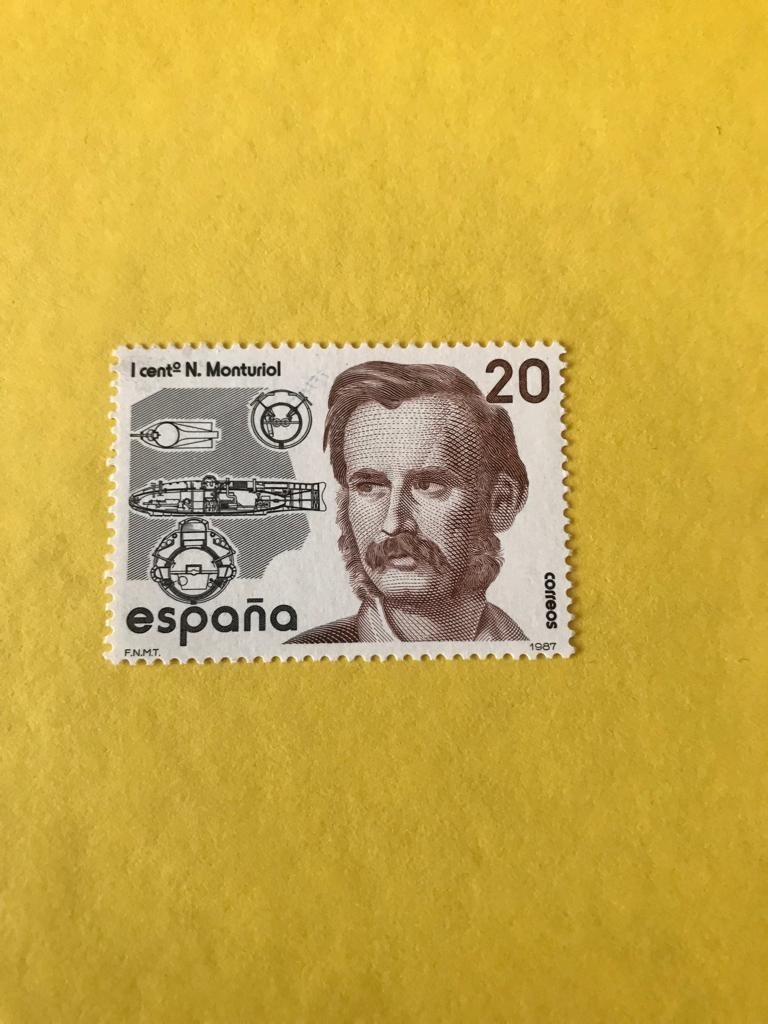 I centº N. Monturiol
20
españa
correos
F.N.M.T.
1987